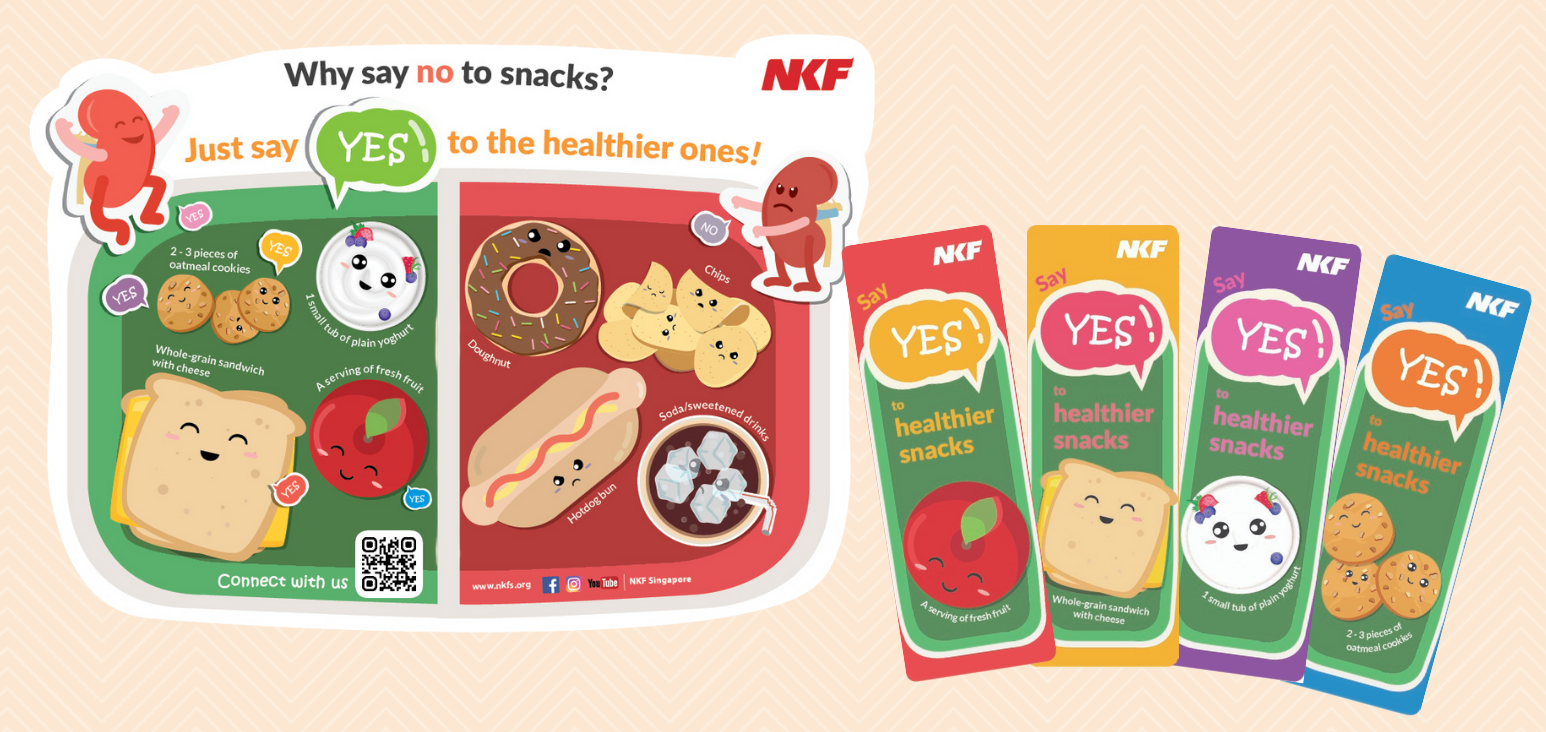 Why say no to snacks?
NKF
Just say YES! to the healthier ones!
YES
2 - 3 pieces of
oatmeal cookies
YES
YES
1 small tub of plain yoghurt
Whole-grain sandwich
with cheese
A serving of fresh fruit
YES
YES
Connect with us
NO
Chips
Doughnut
Hotdog bun
Soda/sweetened drinks
www.nkfs.org
YouTube
NKF Singapore
NKF
Say
YES!
to
healthier
snacks
A serving of fresh fruit
NKF
Say
YES!
to
healthier
snacks
Whole-grain sandwich
with cheese
NKF
Say
YES!
to
healthier
snacks
1 small tub of plain yoghurt
NKF
Say
YES!
to
healthier
snacks
2 - 3 pieces of
oatmeal cookies